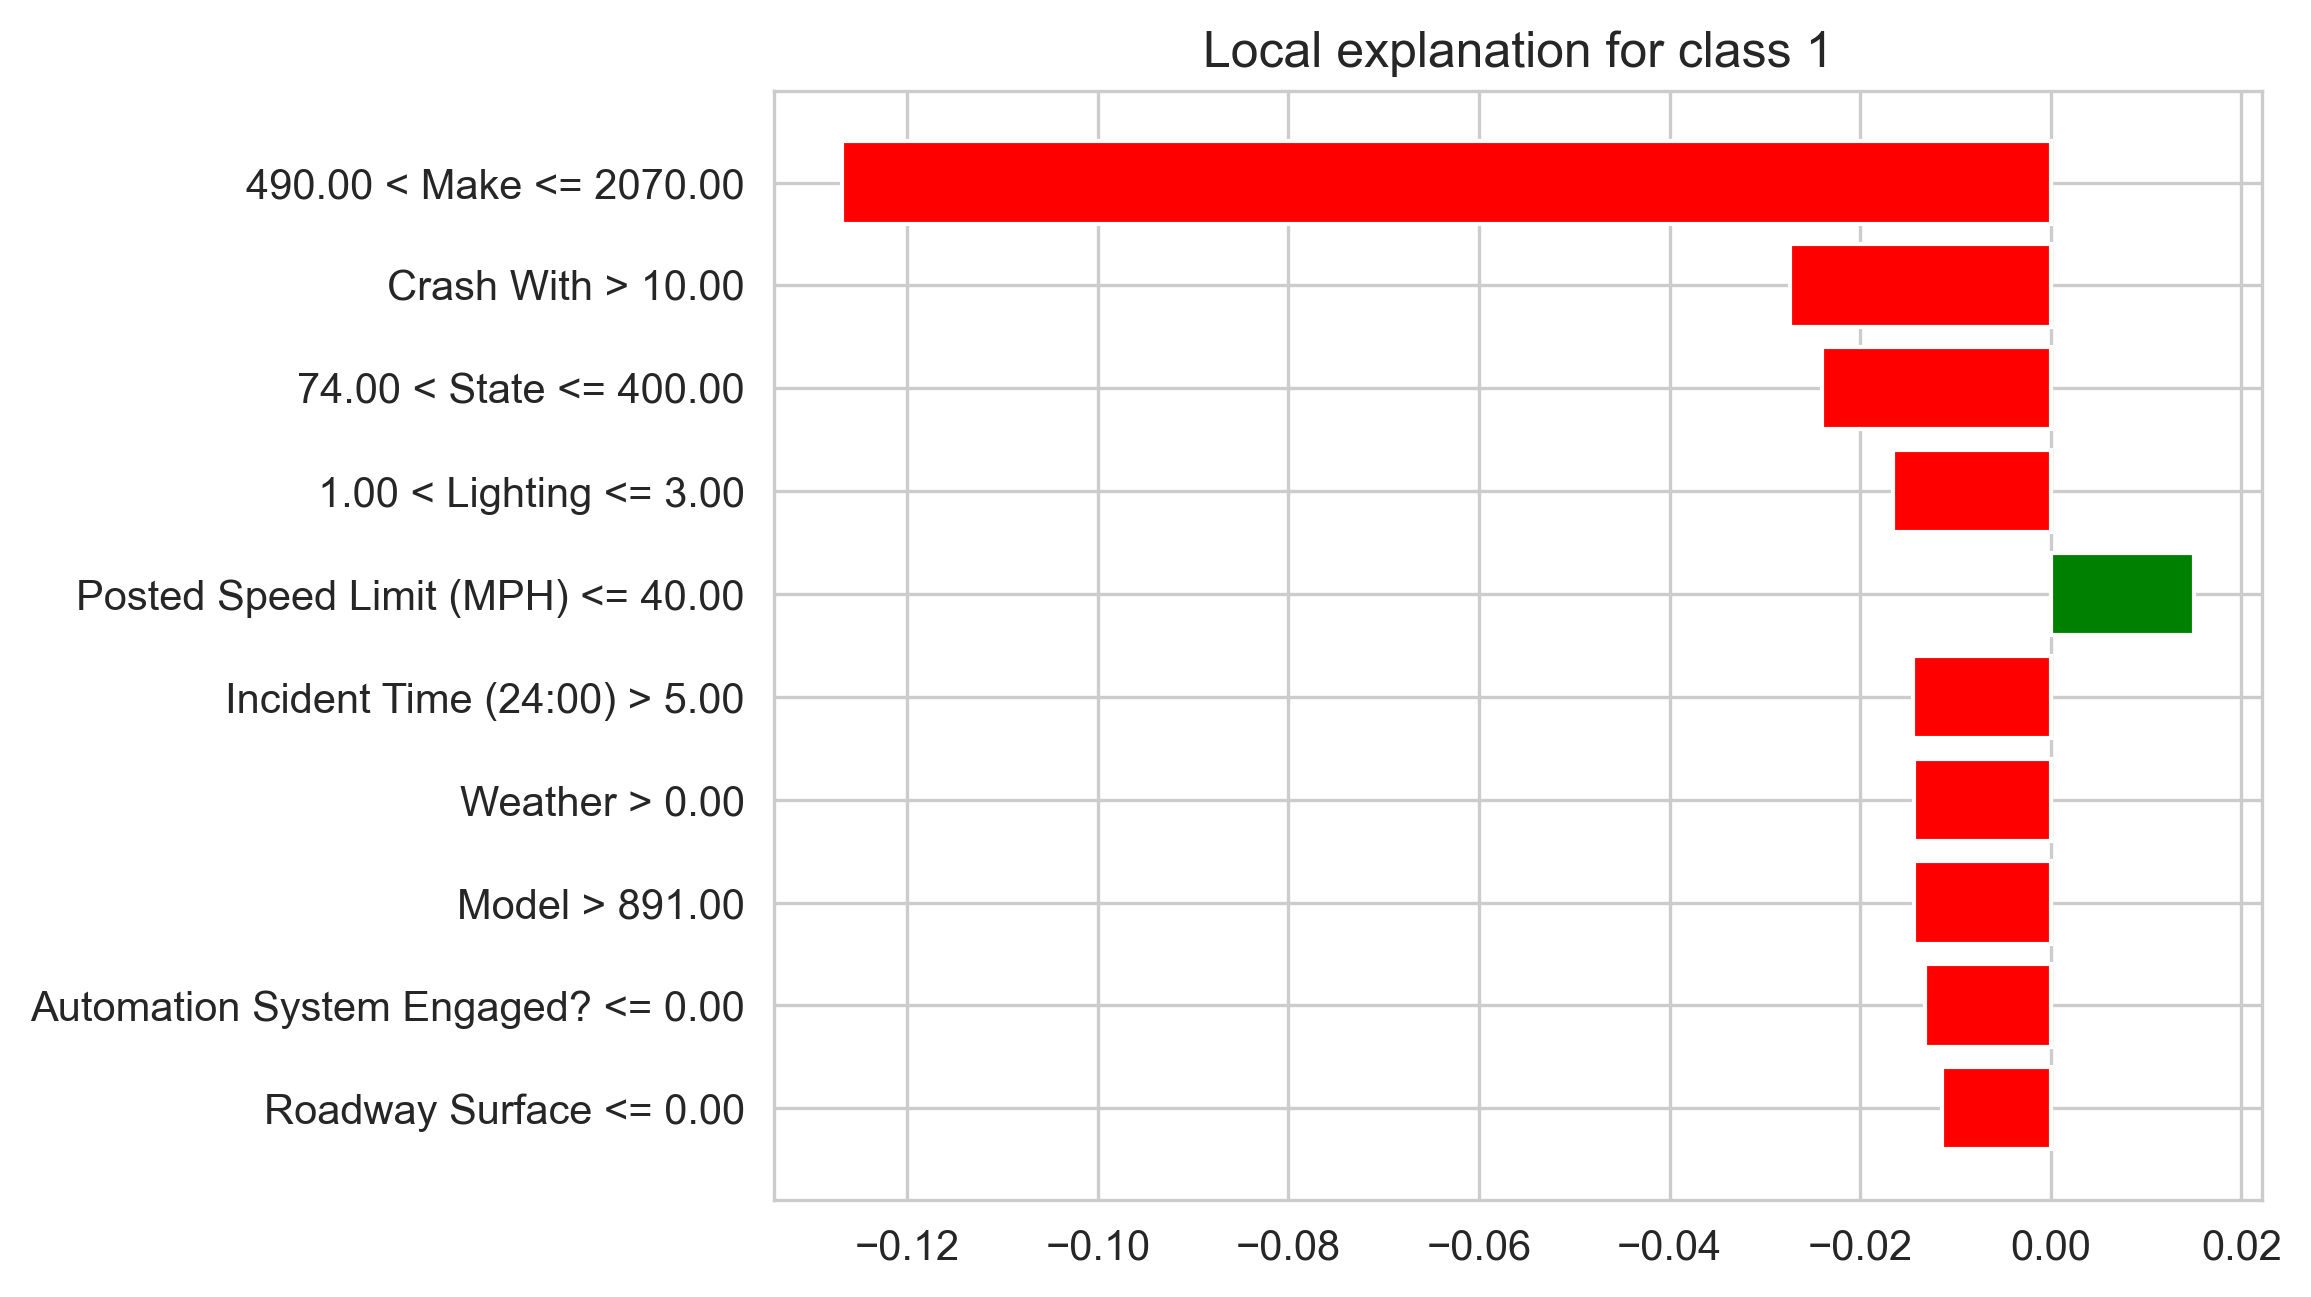 Local explanation for class 1
490.00 < Make <= 2070.00
Crash With > 10.00
74.00 < State <= 400.00
1.00 < Lighting <= 3.00
Posted Speed Limit (MPH) <= 40.00
Incident Time (24:00) > 5.00
Weather > 0.00
Model > 891.00
Automation System Engaged? <= 0.00
Roadway Surface <= 0.00
−0.12 −0.10 −0.08 −0.06 −0.04 −0.02 0.00 0.02